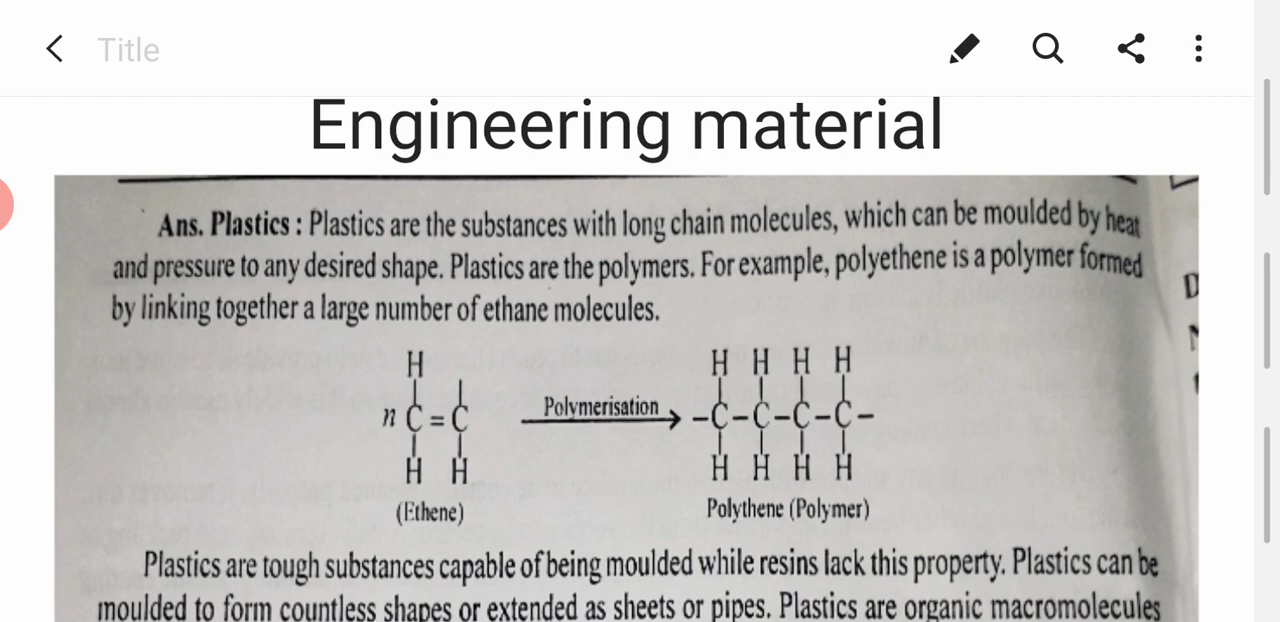 Title
Engineering material
Ans. Plastics : Plastics are the substances with long chain molecules, which can be moulded by heat
and pressure to any desired shape. Plastics are the polymers. For example, polyethene is a polymer formed
by linking together a large number of ethane molecules.
H H H H H
n C = C Polymerisation –C–C–C–C–
H H H H H H
(Ethene) Polythene (Polymer)
Plastics are tough substances capable of being moulded while resins lack this property. Plastics can be
moulded to form countless shapes or extended as sheets or pipes. Plastics are organic macromolecules